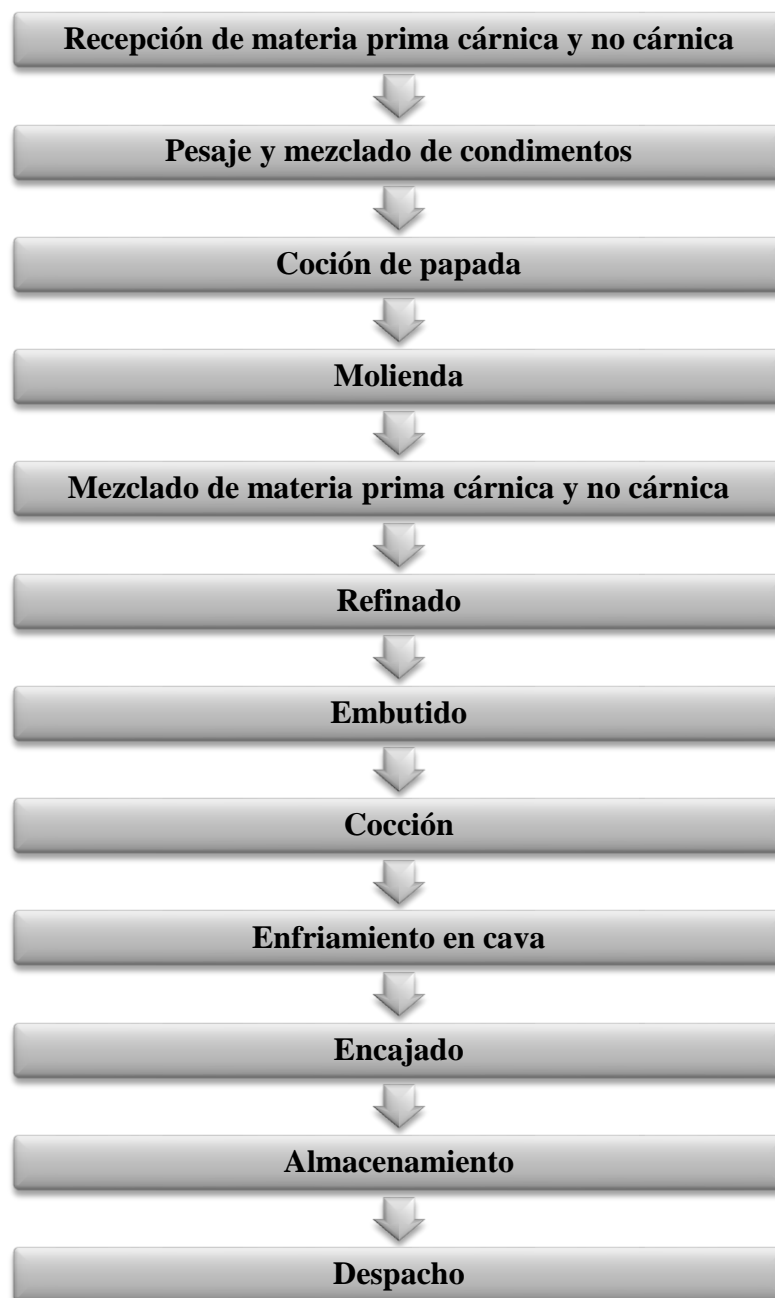 Recepción de materia prima cárnica y no cárnica
Pesaje y mezclado de condimentos
Coción de papada
Molienda
Mezclado de materia prima cárnica y no cárnica
Refinado
Embutido
Cocción
Enfriamiento en cava
Encajado
Almacenamiento
Despacho